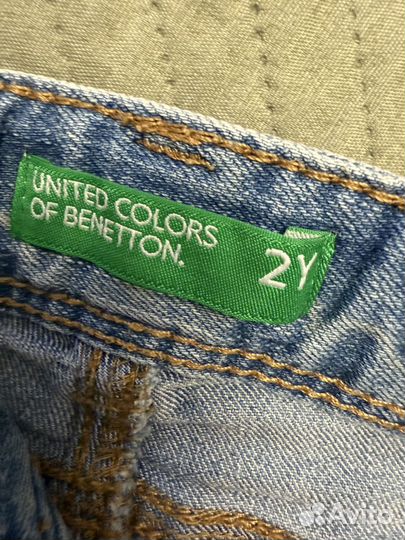 UNITED COLORS
OF BENETTON.
2Y
Avito